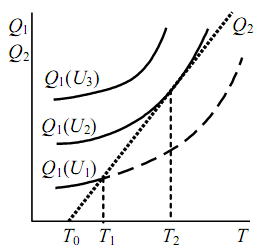 Q₁
Q₂
Q₂
Q₁(U₃)
Q₁(U₂)
Q₁(U₁)
T₀ T₁ T₂ T